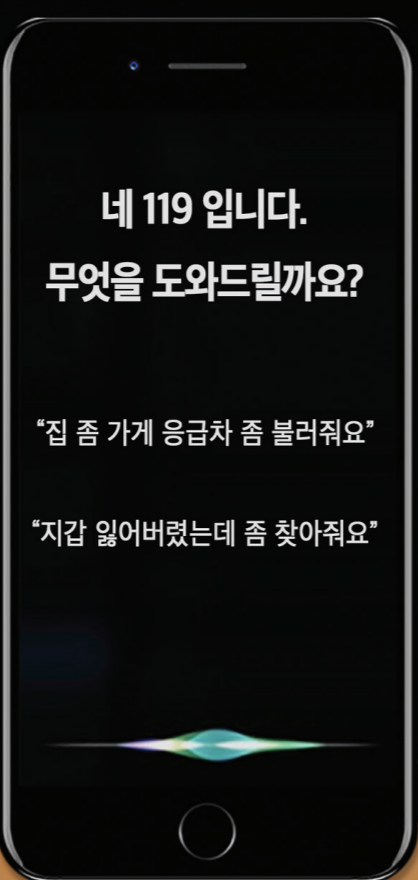 네 119 입니다.
무엇을 도와드릴까요?
“집 좀 가게 응급차 좀 불러줘요”
“지갑 잃어버렸는데 좀 찾아줘요”